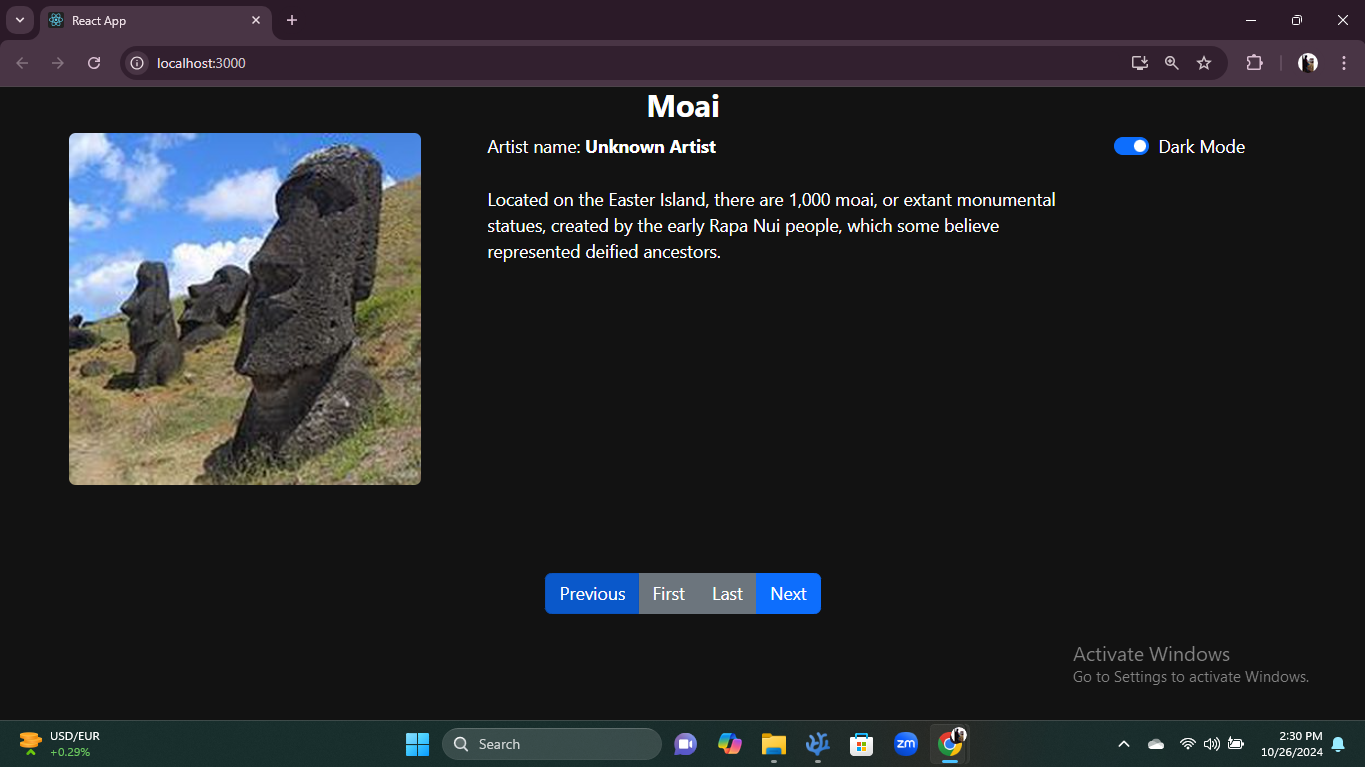 React App
localhost:3000
Moai
Artist name: Unknown Artist
Dark Mode
Located on the Easter Island, there are 1,000 moai, or extant monumental
statues, created by the early Rapa Nui people, which some believe
represented deified ancestors.
Previous First Last Next
Activate Windows
Go to Settings to activate Windows.
USD/EUR
+0.29%
Search
zm
2:30 PM
10/26/2024